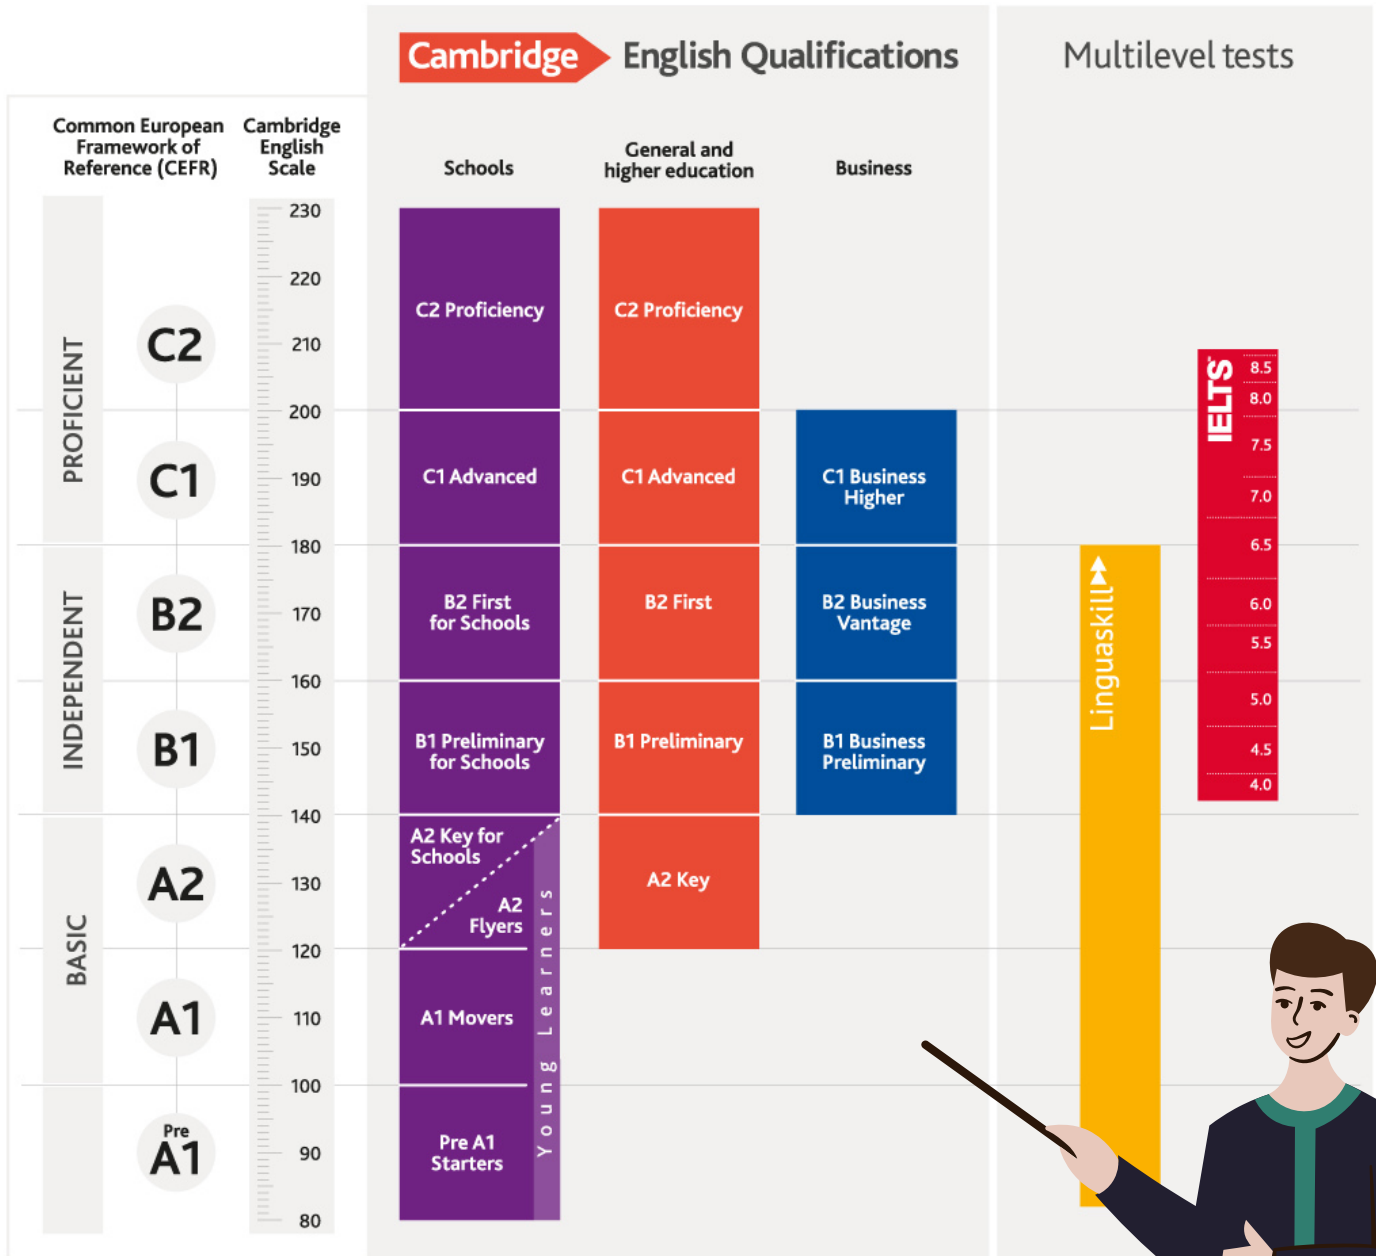 Cambridge English Qualifications
Multilevel tests
Common European
Framework of
Reference (CEFR)
Cambridge
English
Scale
Schools
General and
higher education
Business
PROFICIENT
INDEPENDENT
BASIC
C2
C1
B2
B1
A2
A1
Pre
A1
230
220
210
200
190
180
170
160
150
140
130
120
110
100
90
80
C2 Proficiency
C1 Advanced
B2 First
for Schools
B1 Preliminary
for Schools
A2 Key for
Schools
A2
Flyers
A1 Movers
Pre A1
Starters
Young Learners
C2 Proficiency
C1 Advanced
B2 First
B1 Preliminary
A2 Key
C1 Business
Higher
B2 Business
Vantage
B1 Business
Preliminary
Linguaskill
IELTS
8.5
8.0
7.5
7.0
6.5
6.0
5.5
5.0
4.5
4.0